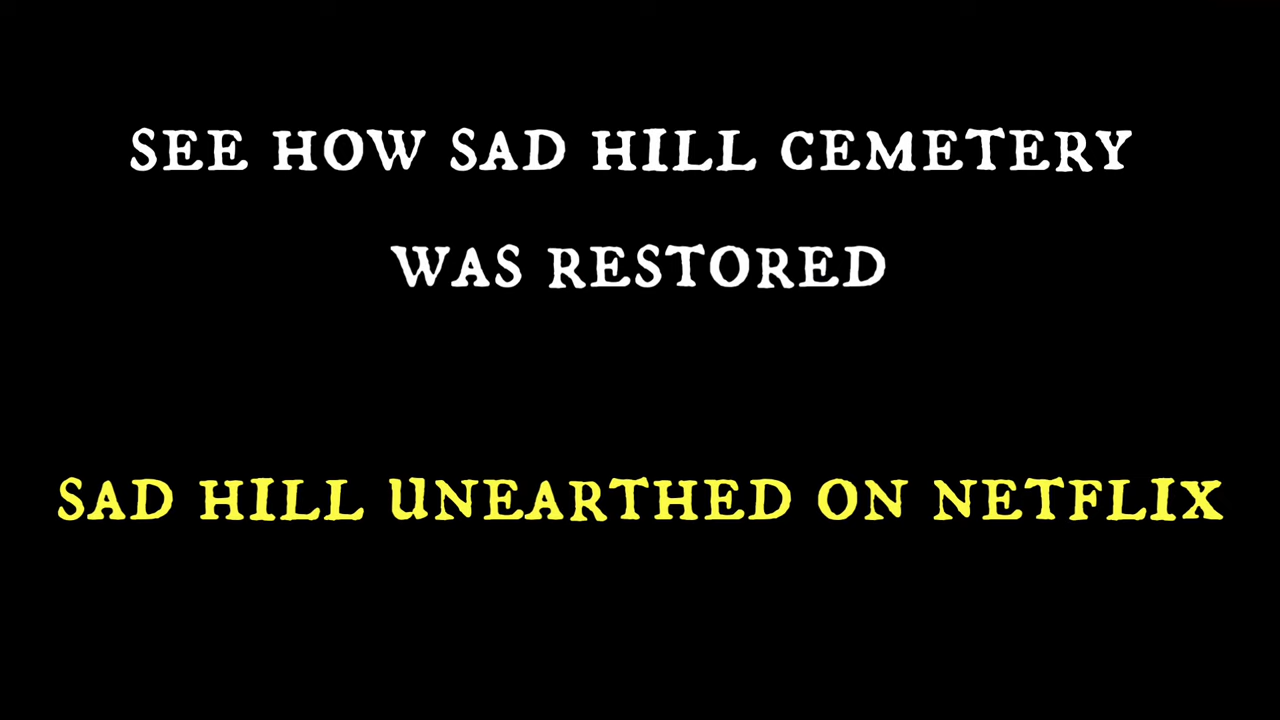 SEE HOW SAD HILL CEMETERY
WAS RESTORED
SAD HILL UNEARTHED ON NETFLIX